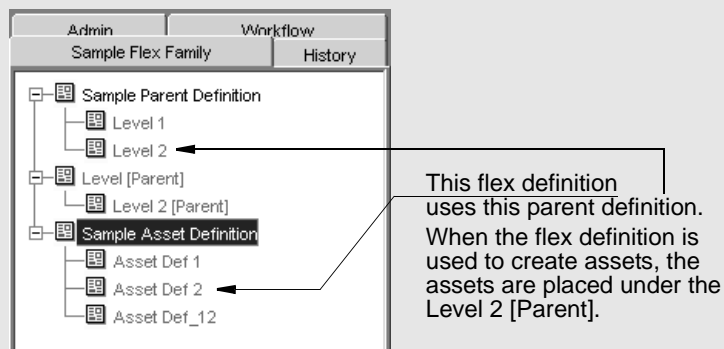 Admin
Workflow
Sample Flex Family
History
Sample Parent Definition
Level 1
Level 2
Level [Parent]
Level 2 [Parent]
Sample Asset Definition
Asset Def 1
Asset Def 2
Asset Def_12
This flex definition
uses this parent definition.
When the flex definition is
used to create assets, the
assets are placed under the
Level 2 [Parent].